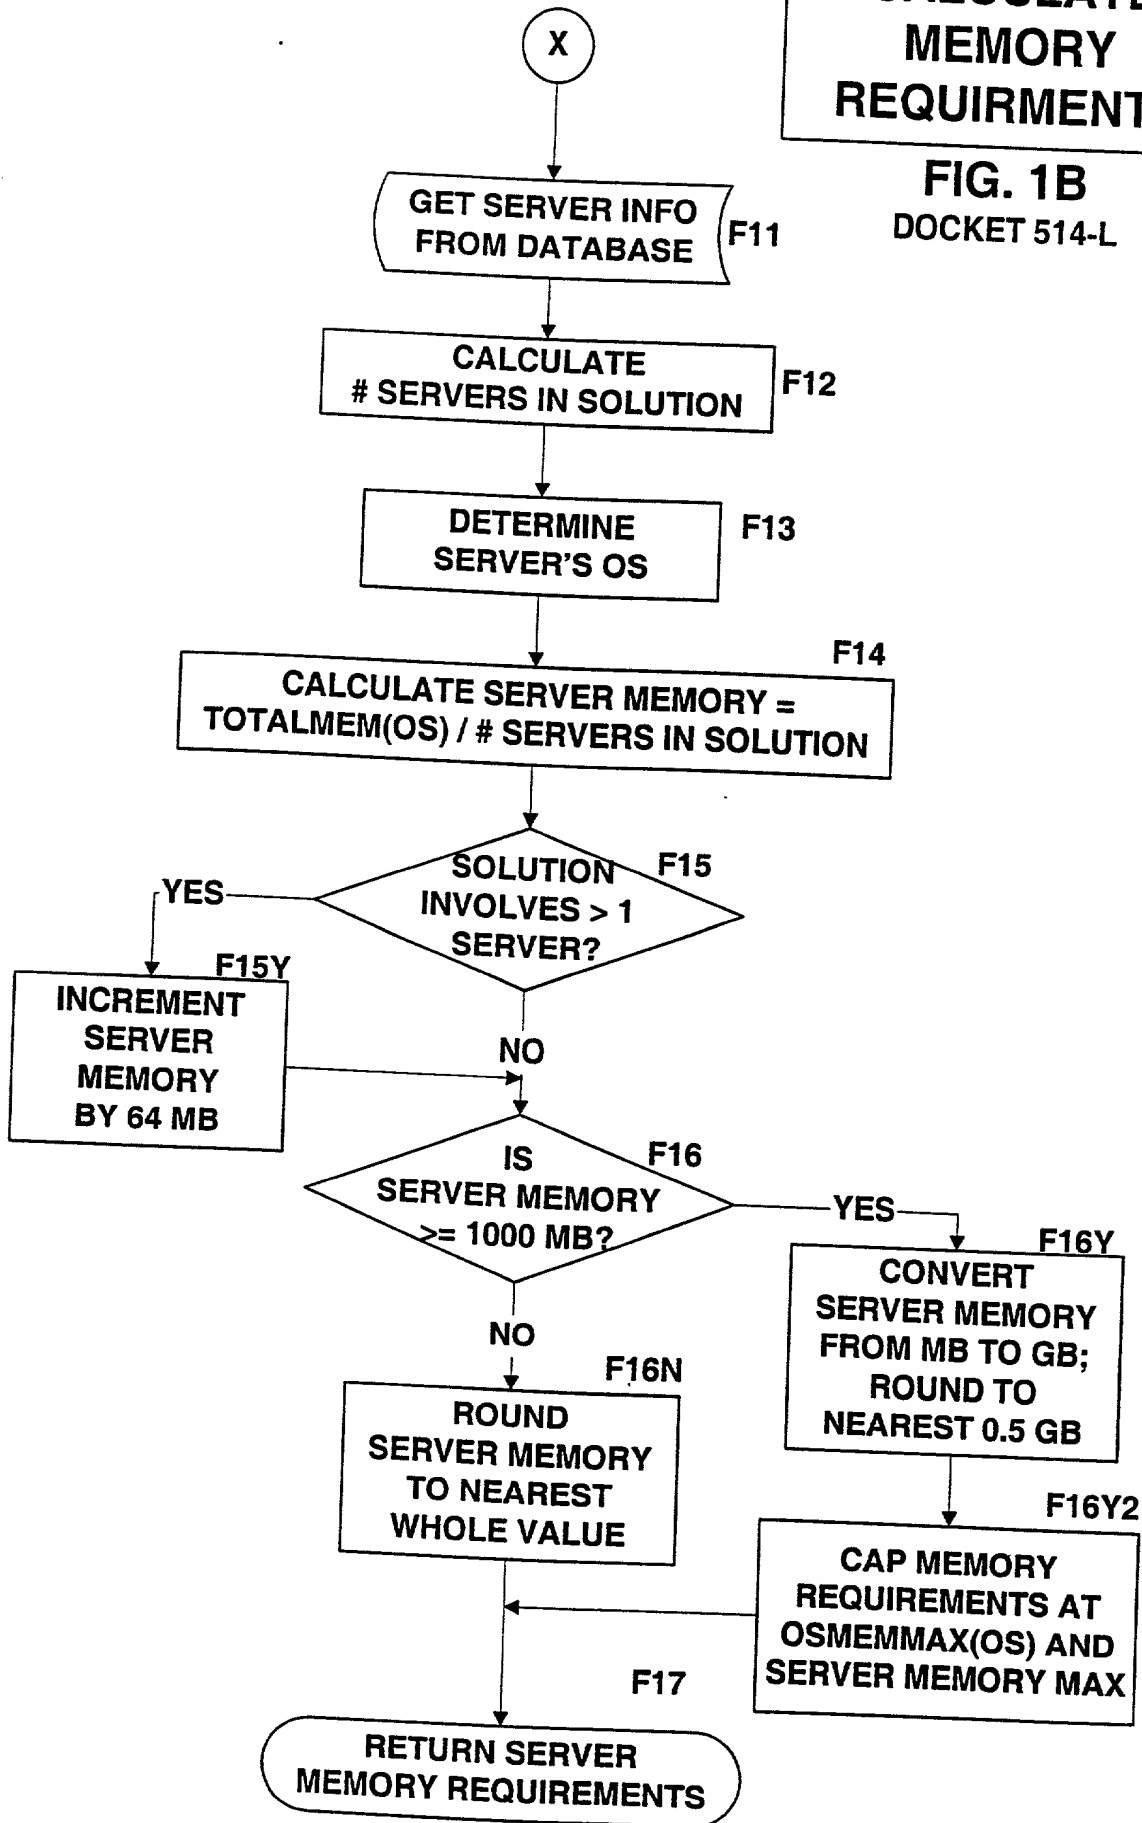 X
MEMORY
REQUIRMENT
FIG. 1B
DOCKET 514-L
GET SERVER INFO
FROM DATABASE
F11
CALCULATE
# SERVERS IN SOLUTION
F12
DETERMINE
SERVER'S OS
F13
F14
CALCULATE SERVER MEMORY =
TOTALMEM(OS) / # SERVERS IN SOLUTION
F15
SOLUTION
INVOLVES > 1
SERVER?
YES
F15Y
INCREMENT
SERVER
MEMORY
BY 64 MB
NO
F16
IS
SERVER MEMORY
>= 1000 MB?
YES
F16Y
CONVERT
SERVER MEMORY
FROM MB TO GB;
ROUND TO
NEAREST 0.5 GB
NO
F16N
ROUND
SERVER MEMORY
TO NEAREST
WHOLE VALUE
F16Y2
CAP MEMORY
REQUIREMENTS AT
OSMEMMAX(OS) AND
SERVER MEMORY MAX
F17
RETURN SERVER
MEMORY REQUIREMENTS